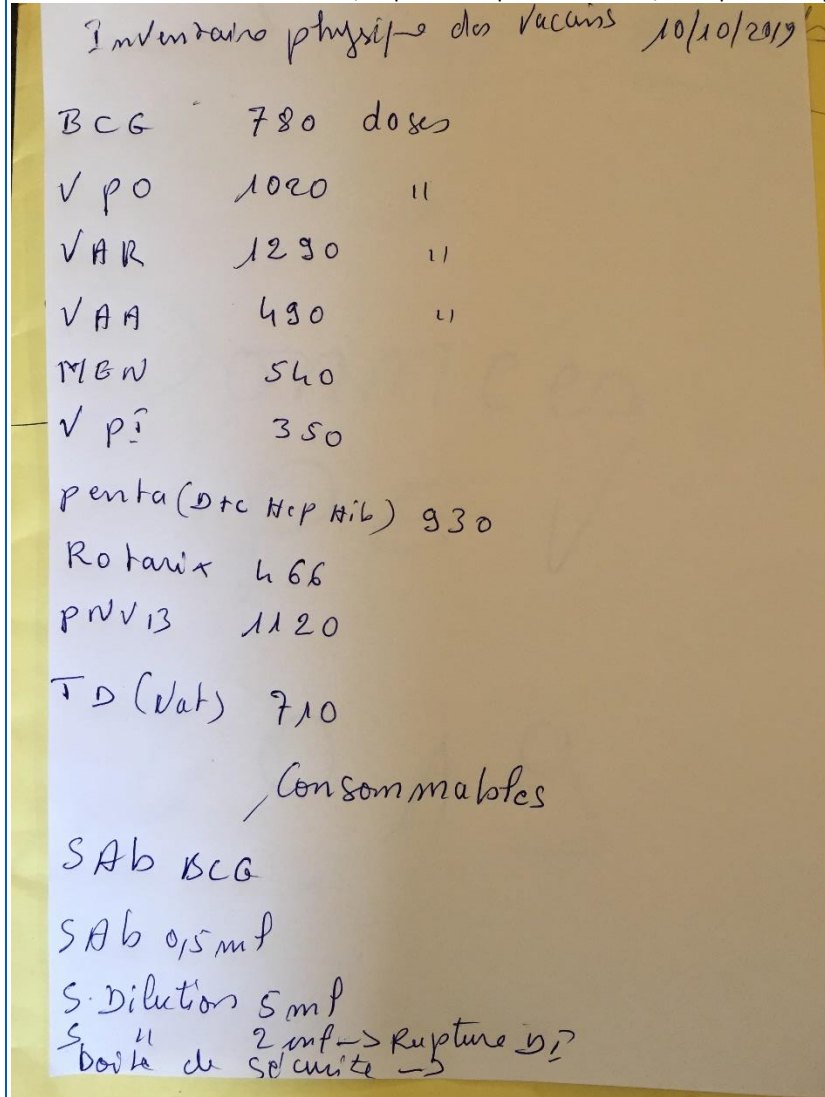 Inventaire physique des vaccins 10/10/2019
BCG 780 doses
VPO 1020 "
VAR 1290 "
VAA 490 "
MEN 540
VPI 350
penta (Dtc Hep Hib) 930
Rotarix 466
PNV13 1120
TD (Vat) 710
Consommables
SAb BCG
SAb 0,5 ml
S. Dilution 5 ml
S " 2 ml -> Rupture
boite de sécurité ->